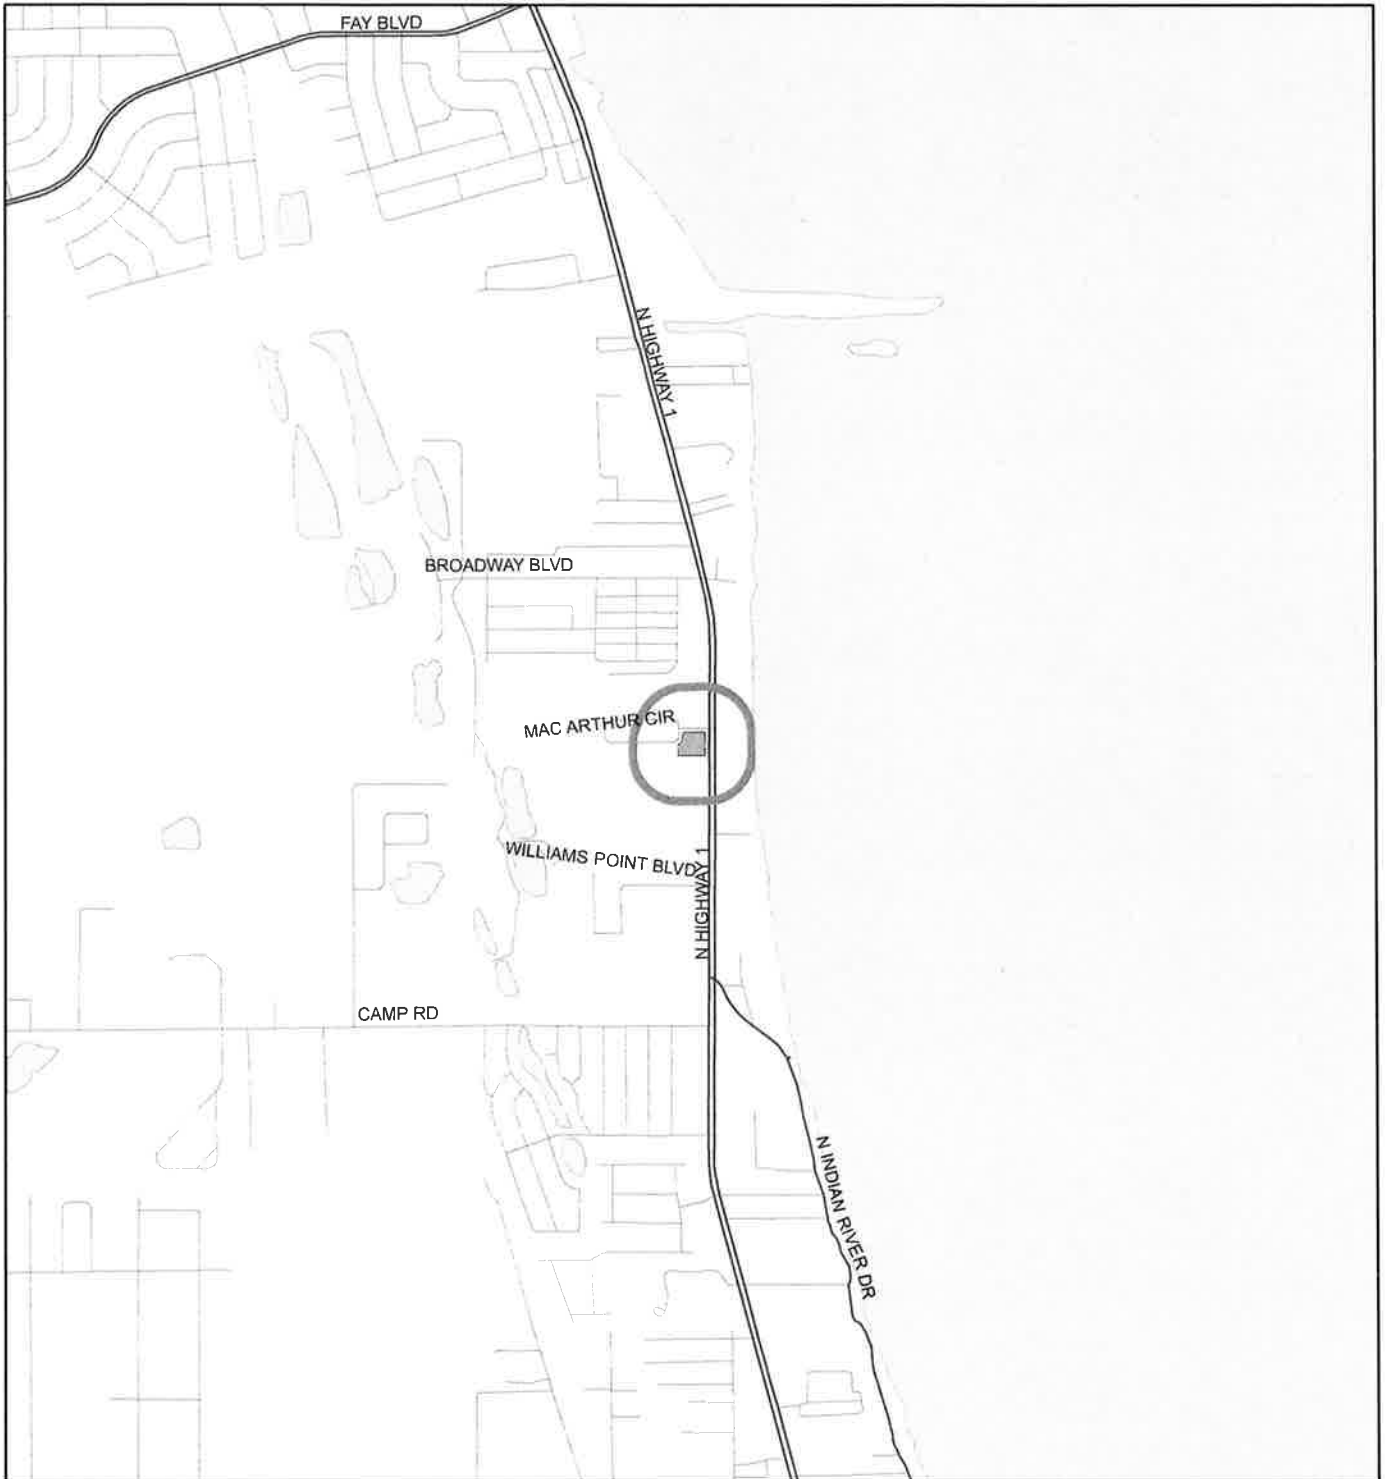 FAY BLVD
N HIGHWAY 1
BROADWAY BLVD
MAC ARTHUR CIR
WILLIAMS POINT BLVD
N HIGHWAY 1
CAMP RD
N INDIAN RIVER DR